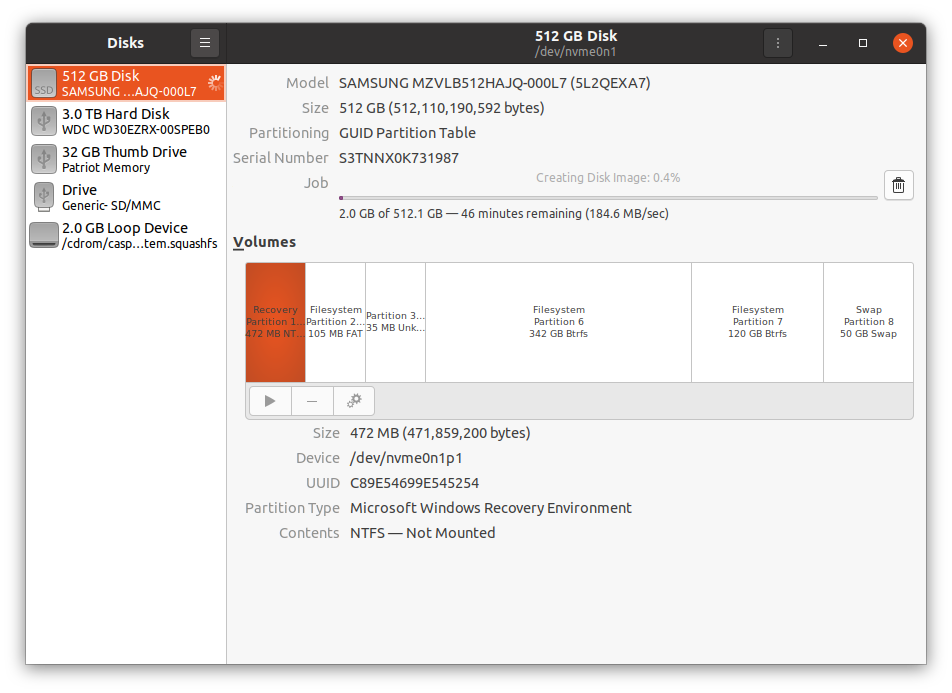 Disks
512 GB Disk
/dev/nvme0n1
SSD
512 GB Disk
SAMSUNG ...AJQ-000L7
3.0 TB Hard Disk
WDC WD30EZRX-00SPEB0
32 GB Thumb Drive
Patriot Memory
Drive
Generic- SD/MMC
2.0 GB Loop Device
/cdrom/casp...tem.squashfs
Model SAMSUNG MZVLB512HAJQ-000L7 (5L2QEXA7)
Size 512 GB (512,110,190,592 bytes)
Partitioning GUID Partition Table
Serial Number S3TNNX0K731987
Job Creating Disk Image: 0.4%
2.0 GB of 512.1 GB — 46 minutes remaining (184.6 MB/sec)
Volumes
Recovery
Partition 1...
472 MB NT...
Filesystem
Partition 2...
105 MB FAT
Partition 3...
35 MB Unk...
Filesystem
Partition 6
342 GB Btrfs
Filesystem
Partition 7
120 GB Btrfs
Swap
Partition 8
50 GB Swap
Size 472 MB (471,859,200 bytes)
Device /dev/nvme0n1p1
UUID C89E54699E545254
Partition Type Microsoft Windows Recovery Environment
Contents NTFS — Not Mounted